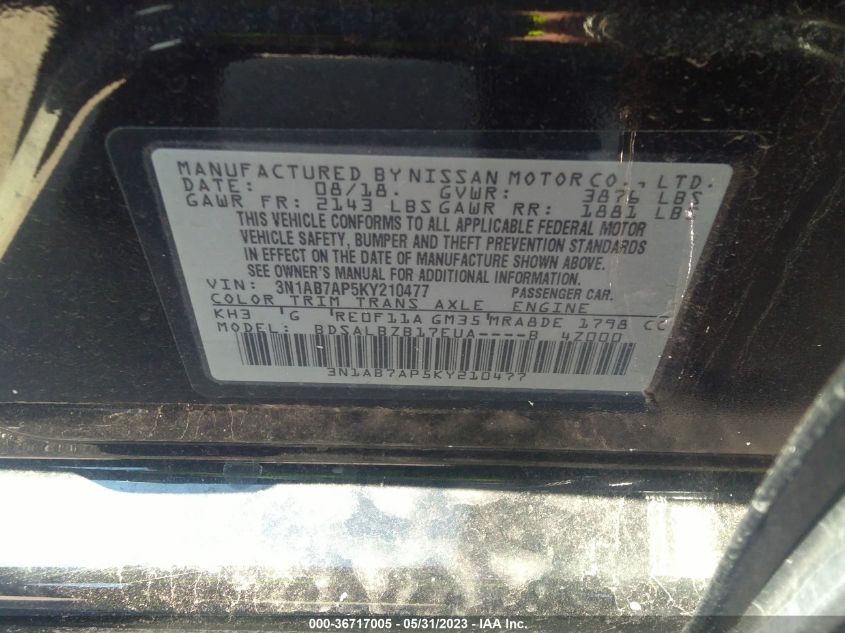 MANUFACTURED BY NISSAN MOTOR CO., LTD.
DATE: 08/18. GVWR: 3876 LBS
GAWR FR: 2143 LBS GAWR RR: 1881 LBS
THIS VEHICLE CONFORMS TO ALL APPLICABLE FEDERAL MOTOR
VEHICLE SAFETY, BUMPER AND THEFT PREVENTION STANDARDS
IN EFFECT ON THE DATE OF MANUFACTURE SHOWN ABOVE.
SEE OWNER'S MANUAL FOR ADDITIONAL INFORMATION.
VIN: 3N1AB7AP5KY210477 PASSENGER CAR.
COLOR TRIM TRANS AXLE ENGINE
KH3 G RE0F11A GM35 MRA8DE 1798 CC
MODEL: BDSALBZB17EUA----B 4Z000
3N1AB7AP5KY210477
000-36717005 - 05/31/2023 - IAA Inc.